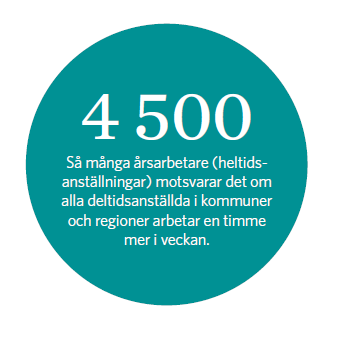 4 500
Så många årsarbetare (heltids-
anställningar) motsvarar det om
alla deltidsanställda i kommuner
och regioner arbetar en timme
mer i veckan.